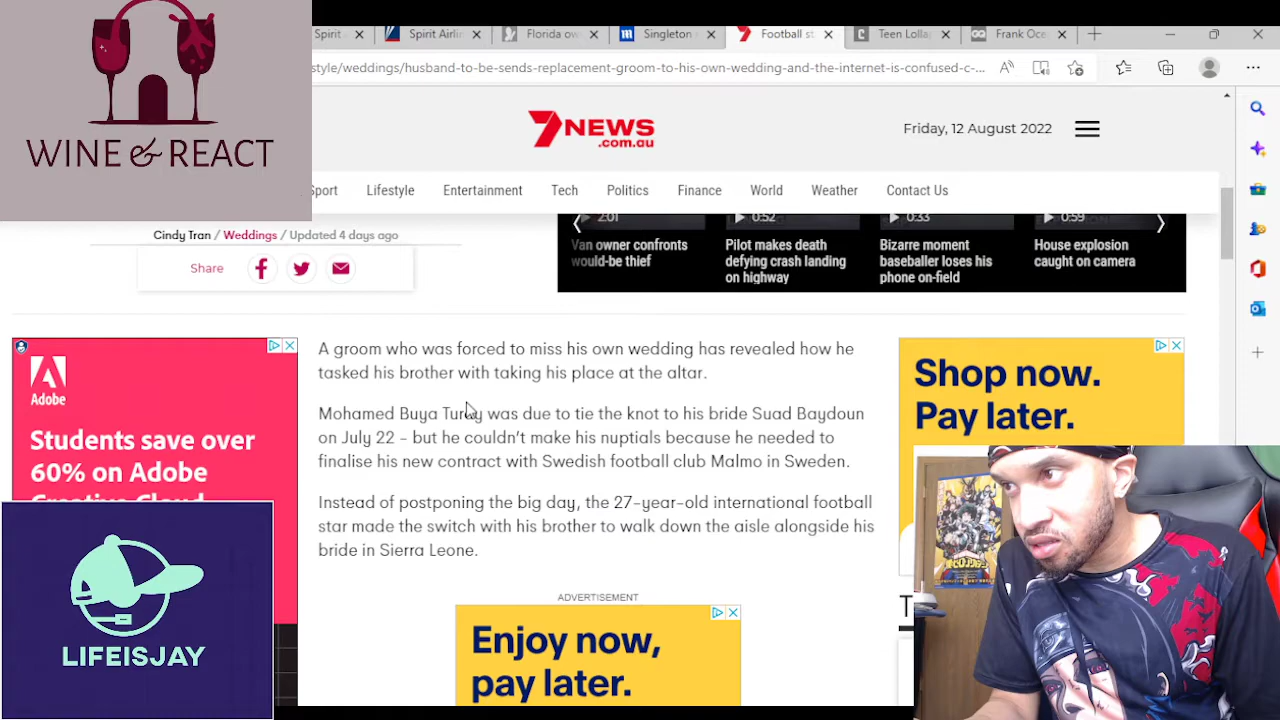 WINE & REACT
Spirit A
Spirit Airlin
Florida ow
Singleton
Football st
Teen Lolla
Frank Oce
style/weddings/husband-to-be-sends-replacement-groom-to-his-own-wedding-and-the-internet-is-confused-c-...
7NEWS
.com.au
Friday, 12 August 2022
Sport
Lifestyle
Entertainment
Tech
Politics
Finance
World
Weather
Contact Us
Cindy Tran / Weddings / Updated 4 days ago
Share
2:01
0:52
0:33
0:59
Van owner confronts
would-be thief
Pilot makes death
defying crash landing
on highway
Bizarre moment
baseballer loses his
phone on-field
House explosion
caught on camera
Adobe
Students save over
60% on Adobe
A groom who was forced to miss his own wedding has revealed how he
tasked his brother with taking his place at the altar.
Mohamed Buya Turay was due to tie the knot to his bride Suad Baydoun
on July 22 - but he couldn't make his nuptials because he needed to
finalise his new contract with Swedish football club Malmo in Sweden.
Instead of postponing the big day, the 27-year-old international football
star made the switch with his brother to walk down the aisle alongside his
bride in Sierra Leone.
ADVERTISEMENT
Enjoy now,
pay later.
Shop now.
Pay later.
LIFEISJAY